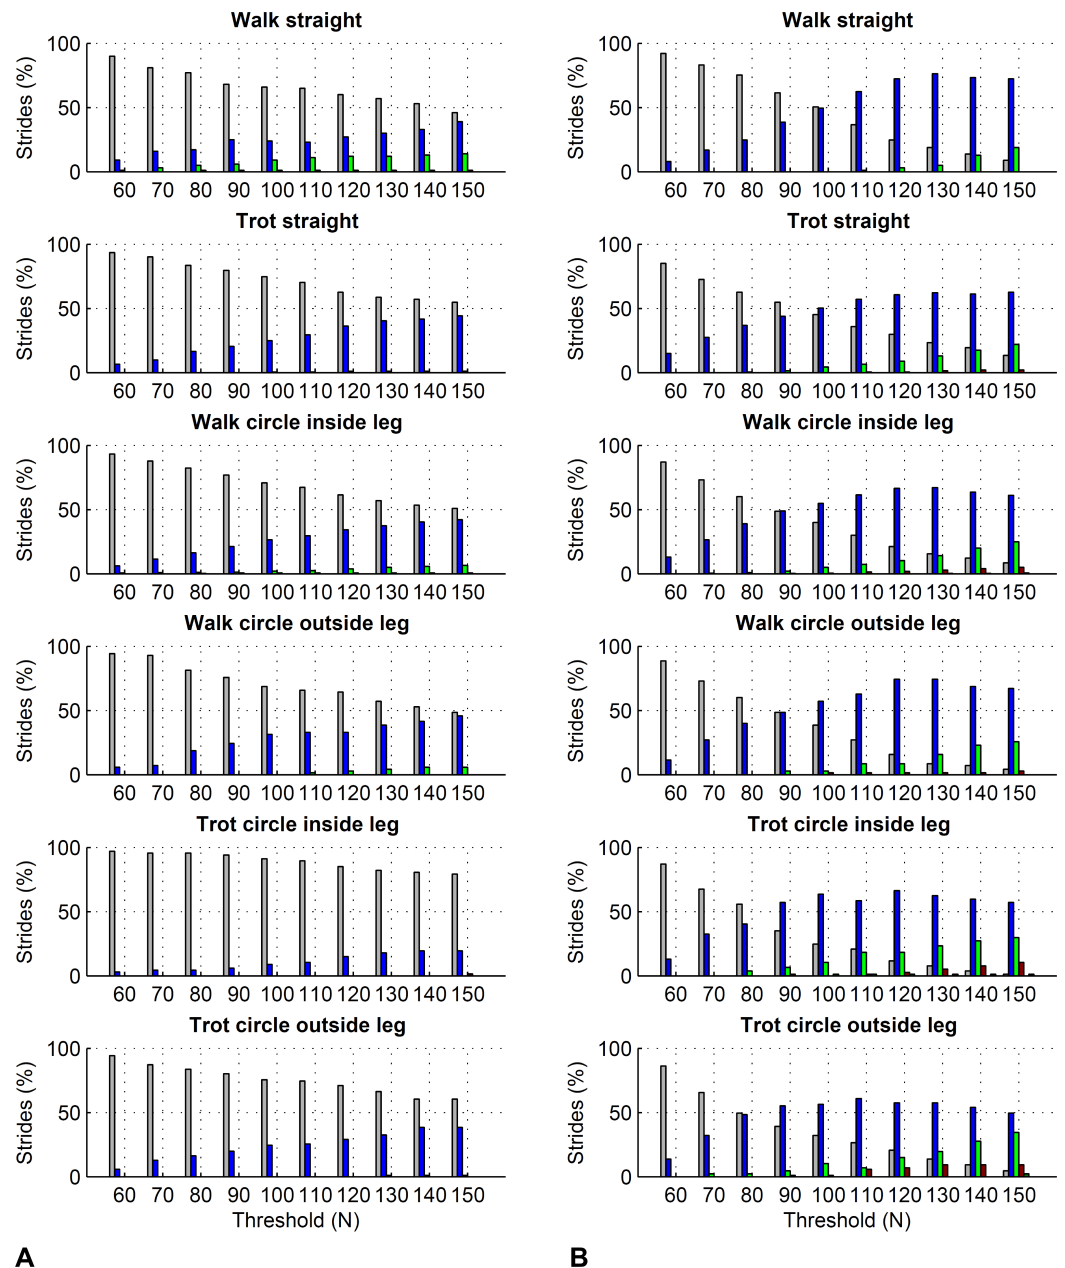 Walk straight
Strides (%)
100
50
0
60 70 80 90 100 110 120 130 140 150
Trot straight
Strides (%)
100
50
0
60 70 80 90 100 110 120 130 140 150
Walk circle inside leg
Strides (%)
100
50
0
60 70 80 90 100 110 120 130 140 150
Walk circle outside leg
Strides (%)
100
50
0
60 70 80 90 100 110 120 130 140 150
Trot circle inside leg
Strides (%)
100
50
0
60 70 80 90 100 110 120 130 140 150
Trot circle outside leg
Strides (%)
100
50
0
60 70 80 90 100 110 120 130 140 150
Threshold (N)
A
Walk straight
Strides (%)
100
50
0
60 70 80 90 100 110 120 130 140 150
Trot straight
Strides (%)
100
50
0
60 70 80 90 100 110 120 130 140 150
Walk circle inside leg
Strides (%)
100
50
0
60 70 80 90 100 110 120 130 140 150
Walk circle outside leg
Strides (%)
100
50
0
60 70 80 90 100 110 120 130 140 150
Trot circle inside leg
Strides (%)
100
50
0
60 70 80 90 100 110 120 130 140 150
Trot circle outside leg
Strides (%)
100
50
0
60 70 80 90 100 110 120 130 140 150
Threshold (N)
B